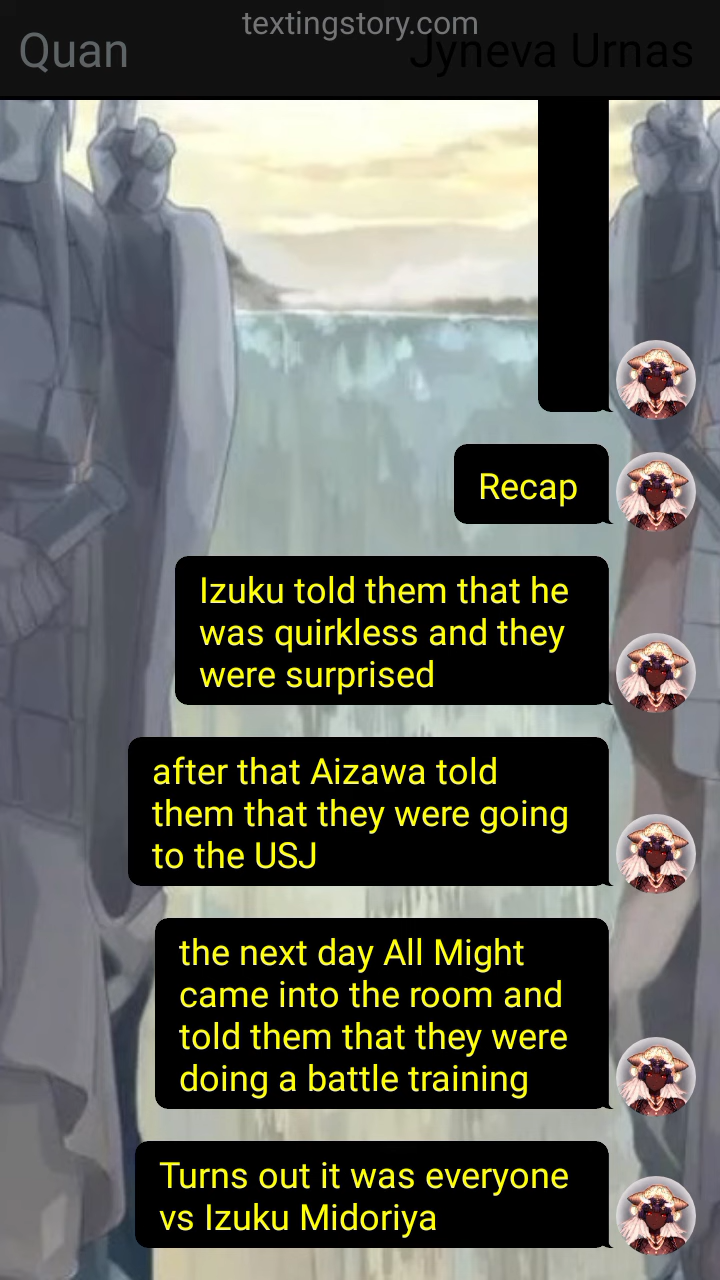 textingstory.com
Quan
Jyneva Urnas
Recap
Izuku told them that he
was quirkless and they
were surprised
after that Aizawa told
them that they were going
to the USJ
the next day All Might
came into the room and
told them that they were
doing a battle training
Turns out it was everyone
vs Izuku Midoriya